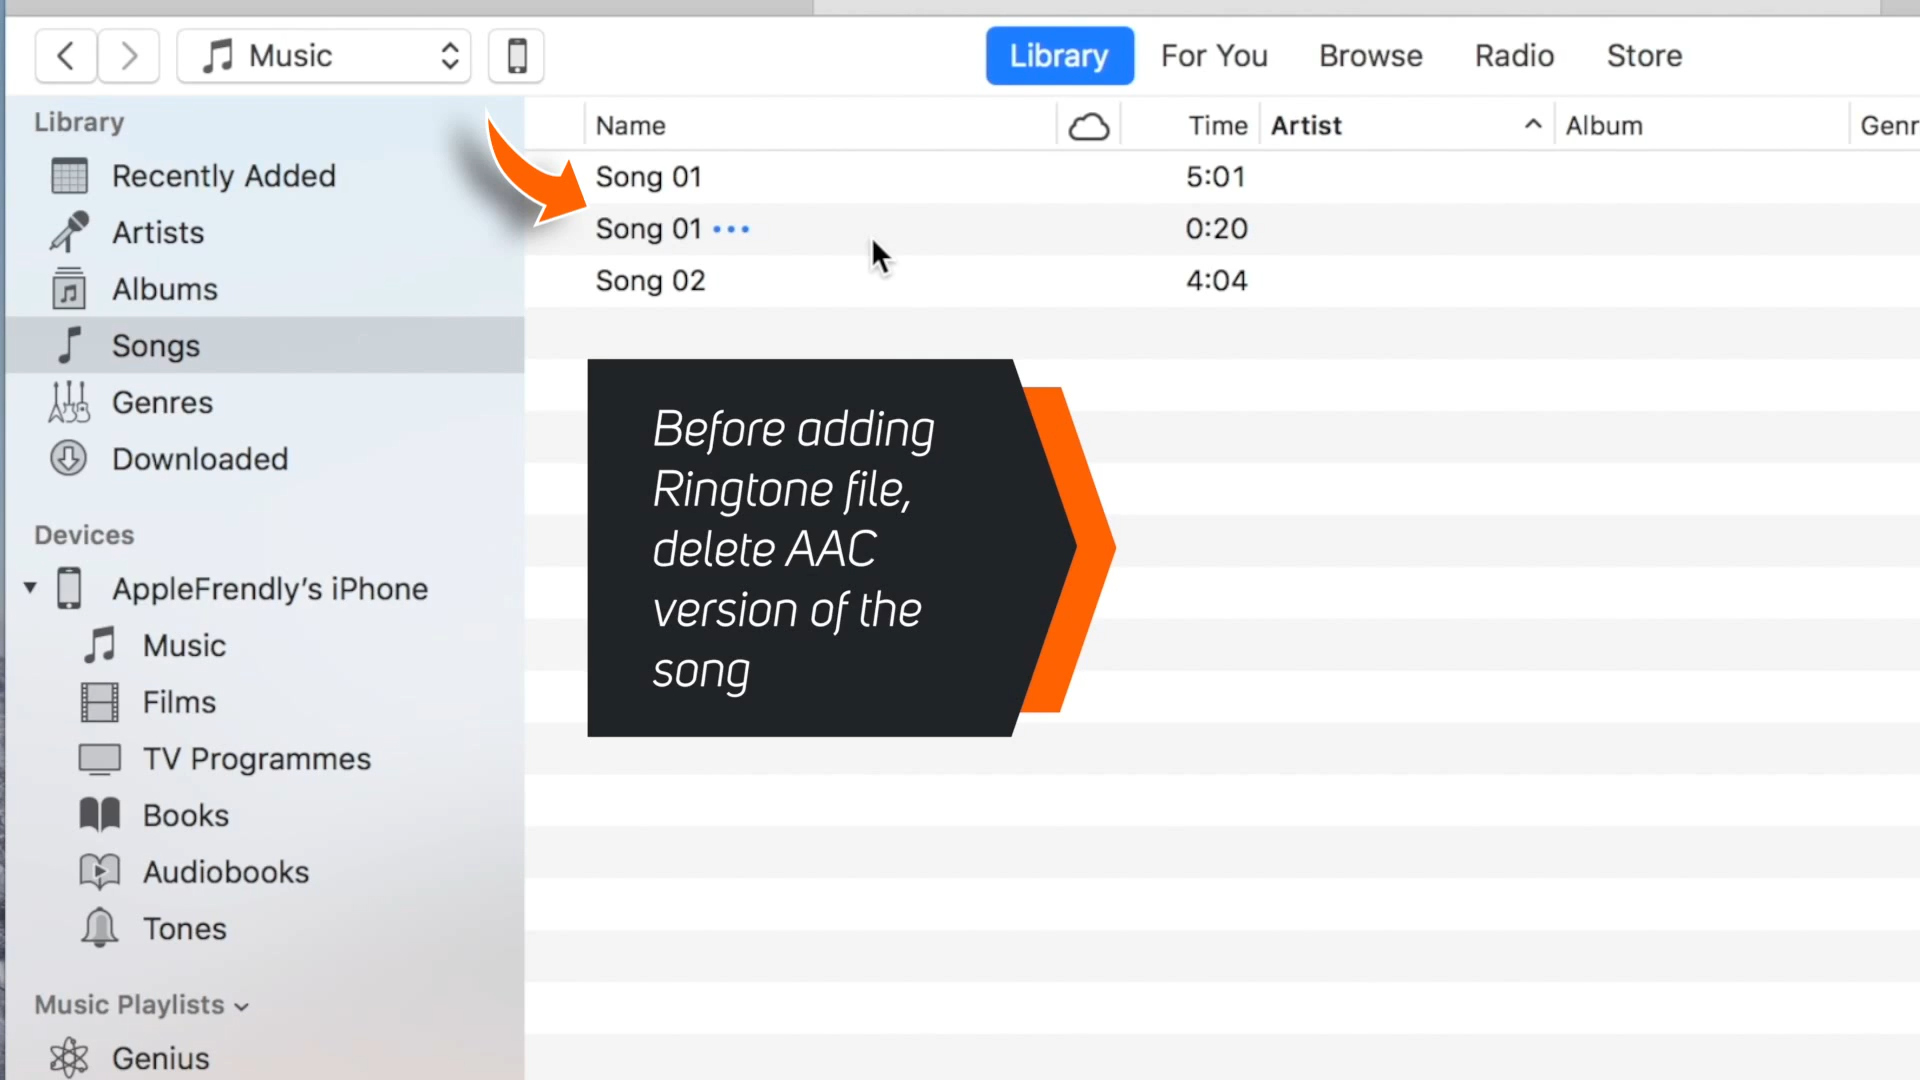 Music
Library For You Browse Radio Store
Library
Recently Added
Artists
Albums
Songs
Genres
Downloaded
Devices
AppleFrendly's iPhone
Music
Films
TV Programmes
Books
Audiobooks
Tones
Music Playlists
Genius
Name Time Artist Album Genr
Song 01 5:01
Song 01 ••• 0:20
Song 02 4:04
Before adding
Ringtone file,
delete AAC
version of the
song